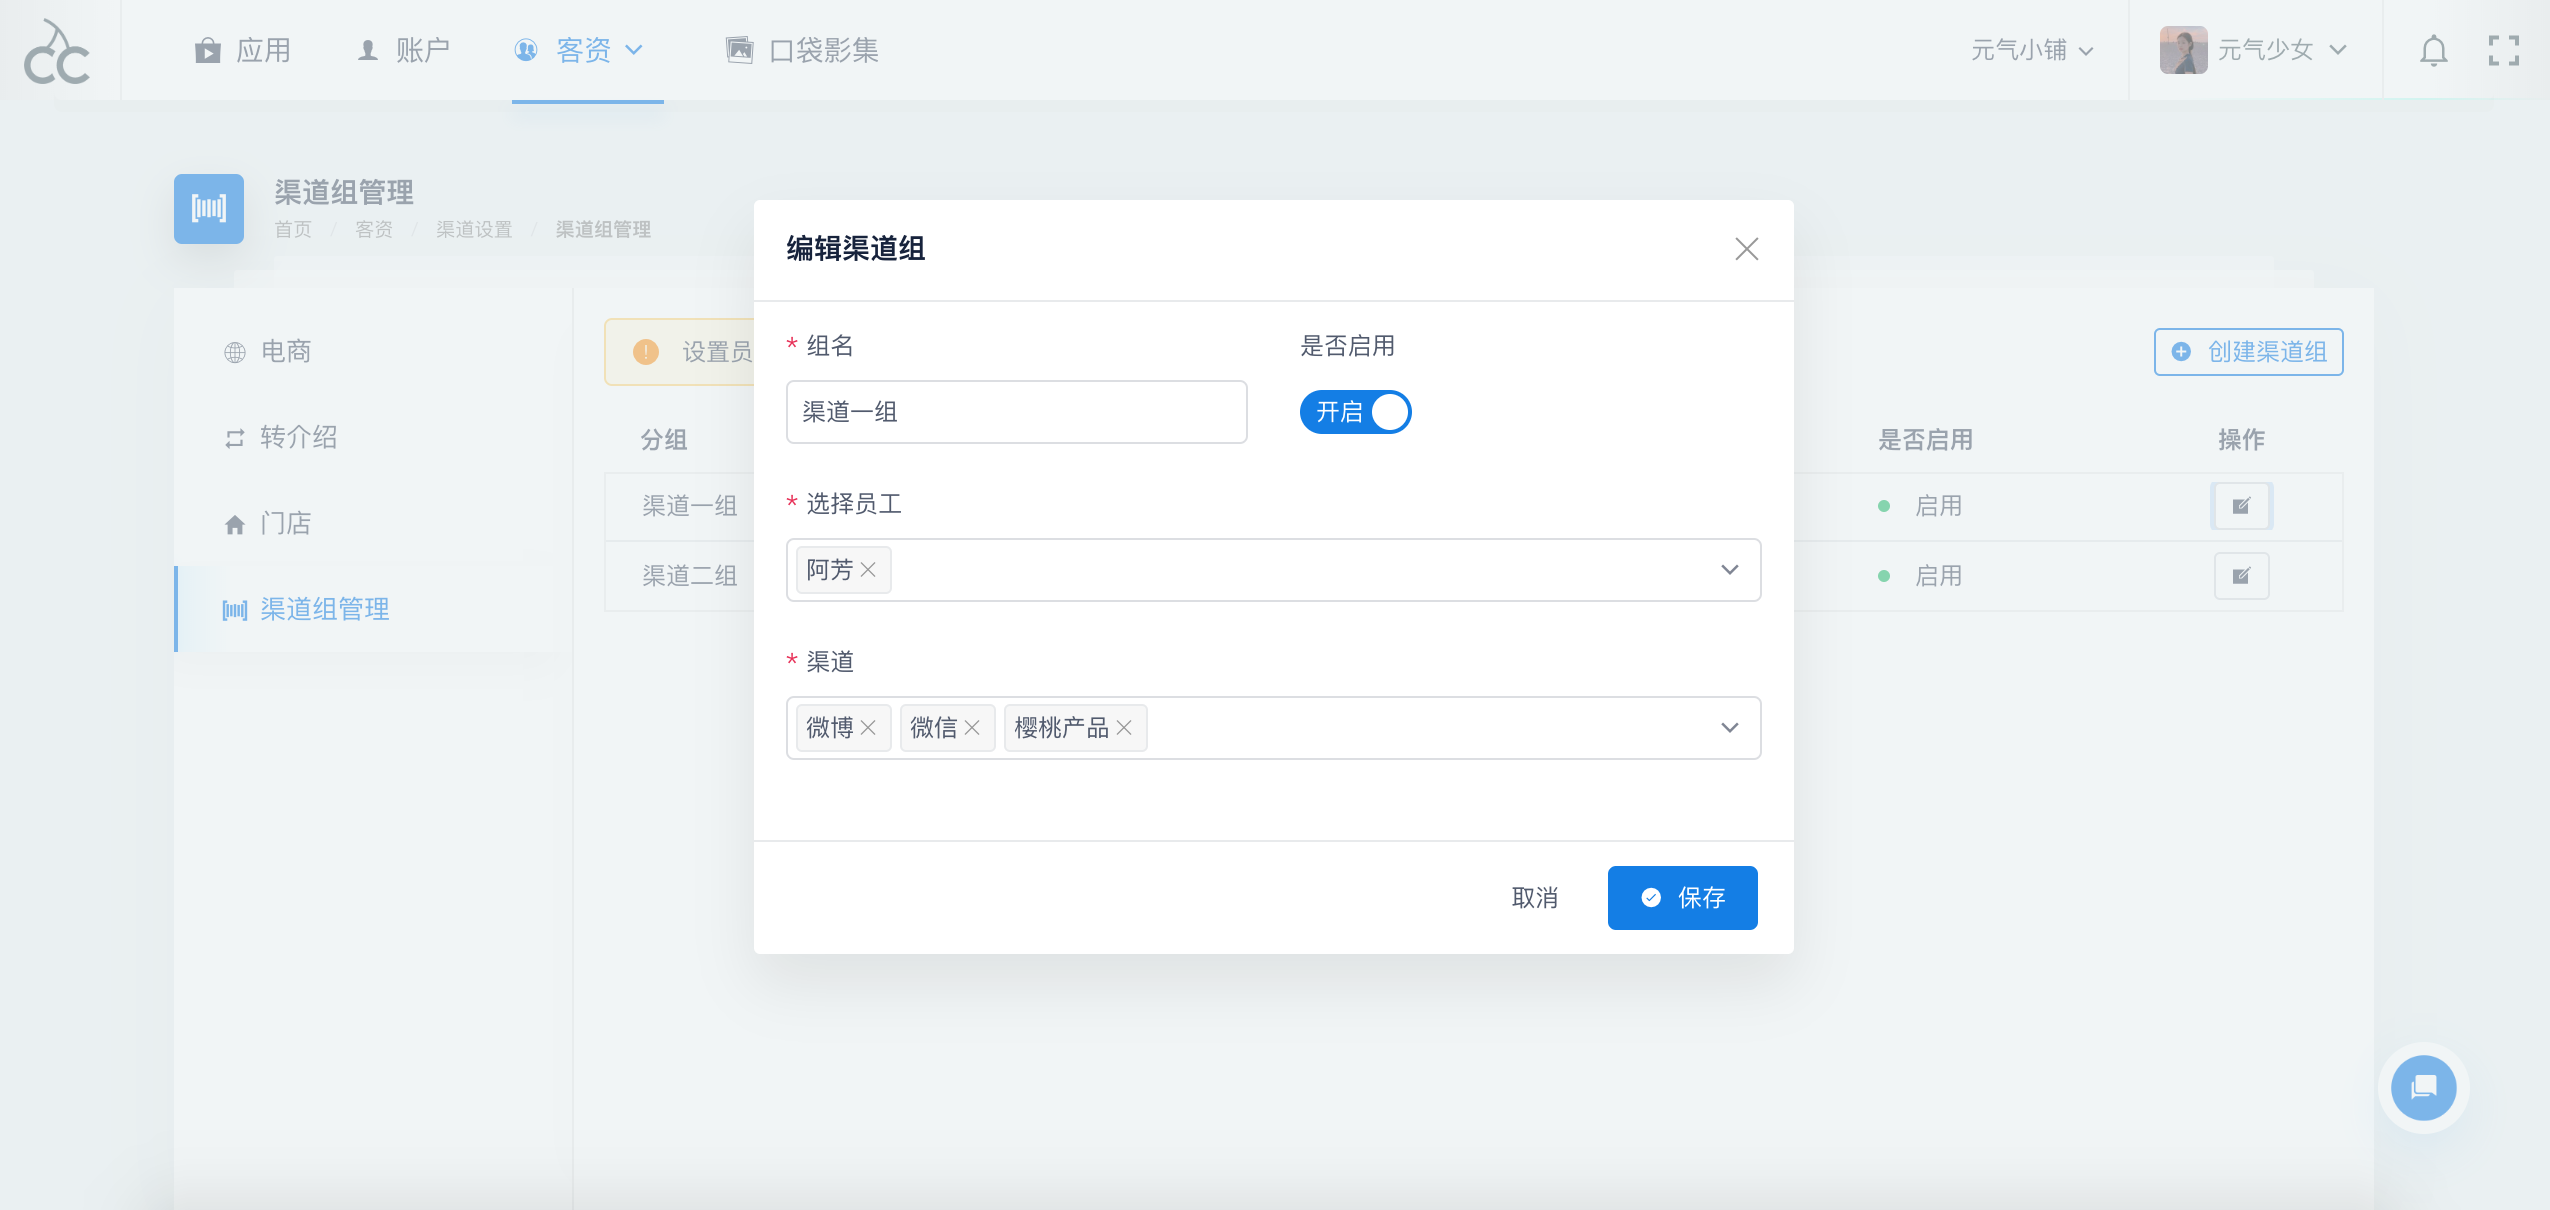 应用
账户
客资
口袋影集
元气小铺
元气少女
渠道组管理
首页 / 客资 / 渠道设置 / 渠道组管理
电商
转介绍
门店
渠道组管理
设置员
创建渠道组
分组
是否启用
操作
渠道一组
启用
渠道二组
启用
编辑渠道组
* 组名
是否启用
渠道一组
开启
* 选择员工
阿芳
* 渠道
微博
微信
樱桃产品
取消
保存